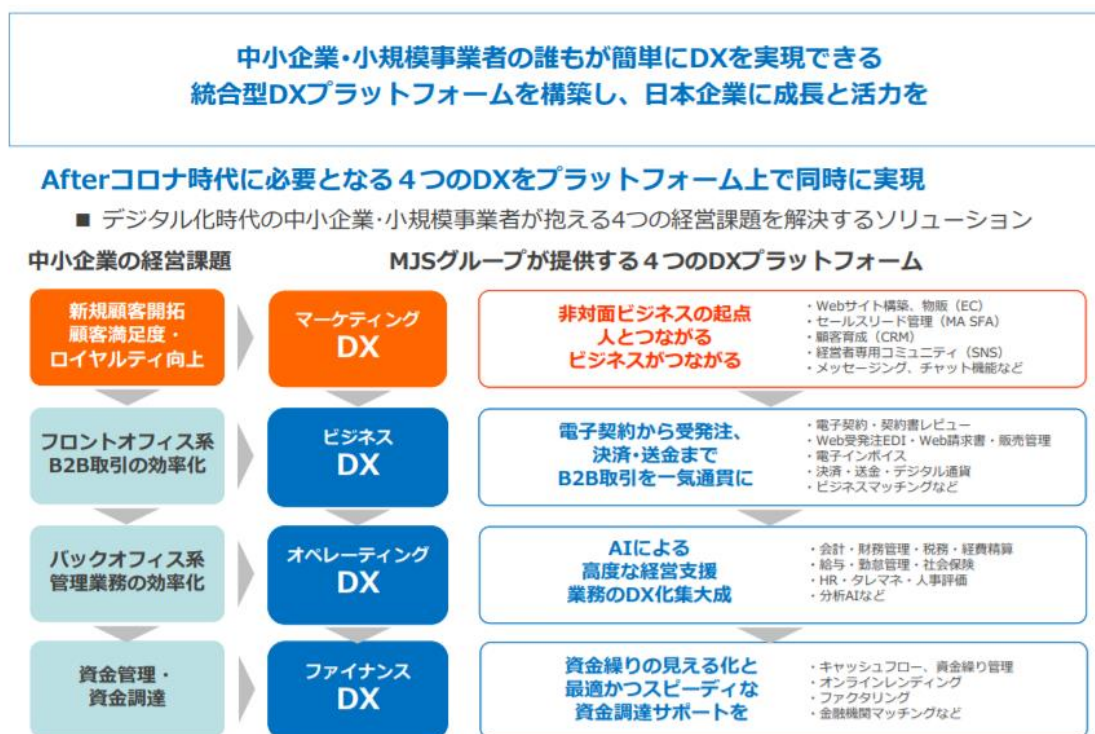 中小企業・小規模事業者の誰もが簡単にDXを実現できる
統合型DXプラットフォームを構築し、日本企業に成長と活力を
Afterコロナ時代に必要となる４つのDXをプラットフォーム上で同時に実現
■ デジタル化時代の中小企業・小規模事業者が抱える4つの経営課題を解決するソリューション
中小企業の経営課題
MJSグループが提供する４つのDXプラットフォーム
新規顧客開拓
顧客満足度・
ロイヤルティ向上
マーケティング
DX
非対面ビジネスの起点
人とつながる
ビジネスがつながる
・Webサイト構築、物販（EC）
・セールスリード管理（MA SFA）
・顧客育成（CRM）
・経営者専用コミュニティ（SNS）
・メッセージング、チャット機能など
フロントオフィス系
B2B取引の効率化
ビジネス
DX
電子契約から受発注、
決済・送金まで
B2B取引を一気通貫に
・電子契約・契約書レビュー
・Web受発注EDI・Web請求書・販売管理
・電子インボイス
・決済・送金・デジタル通貨
・ビジネスマッチングなど
バックオフィス系
管理業務の効率化
オペレーティング
DX
AIによる
高度な経営支援
業務のDX化集大成
・会計・財務管理・税務・経費精算
・給与・勤怠管理・社会保険
・HR・タレマネ・人事評価
・分析AIなど
資金管理・
資金調達
ファイナンス
DX
資金繰りの見える化と
最適かつスピーディな
資金調達サポートを
・キャッシュフロー、資金繰り管理
・オンラインレンディング
・ファクタリング
・金融機関マッチングなど